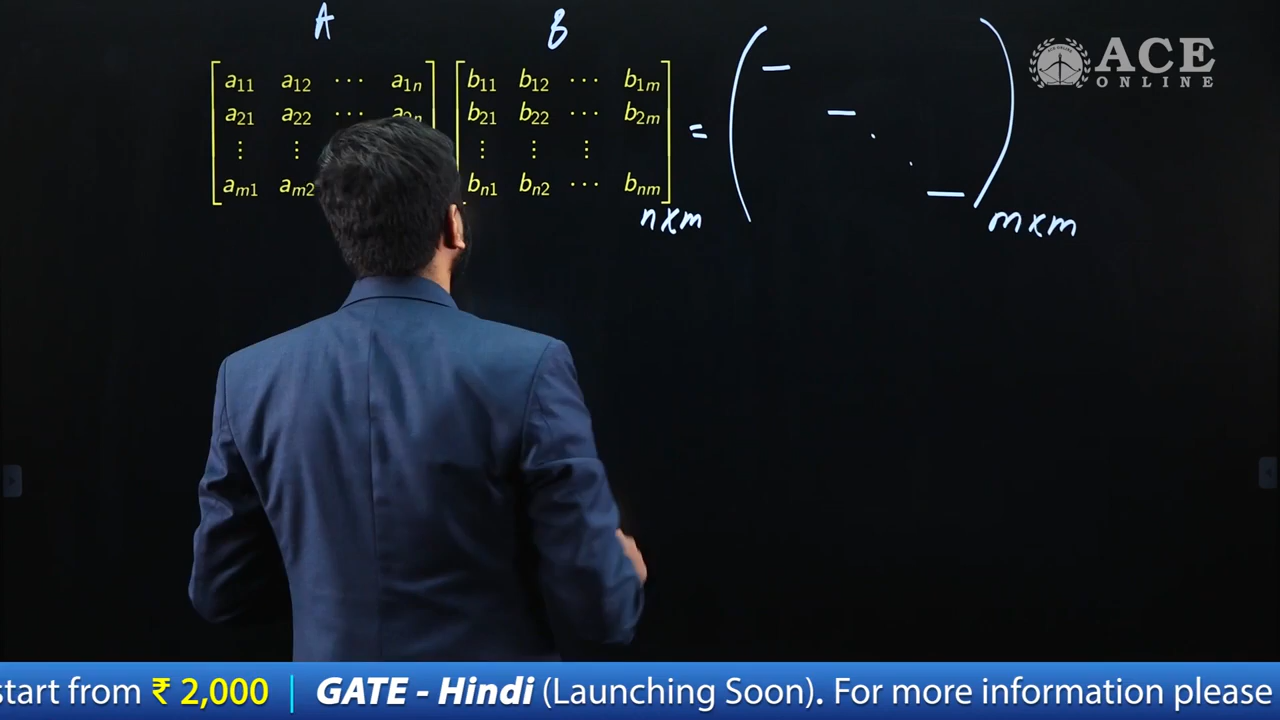 A B
a11 a12 ⋯ a1n b11 b12 ⋯ b1m
a21 a22 ⋯ a2n b21 b22 ⋯ b2m =
⋮ ⋮ ⋮ ⋮ ⋮
am1 am2 bn1 bn2 ⋯ bnm
n×m m×m
ACE
ONLINE
start from ₹ 2,000 | GATE - Hindi (Launching Soon). For more information please